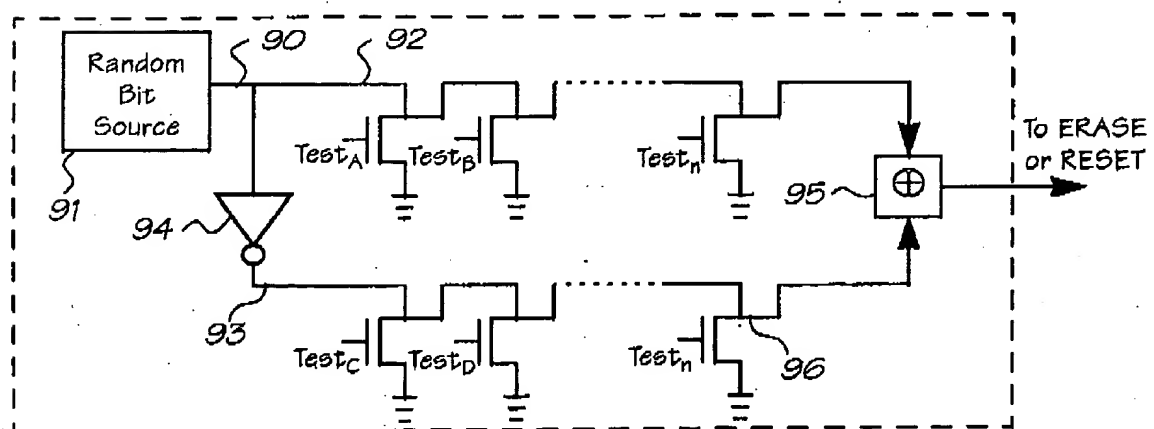 90
92
Random
Bit
Source
91
94
93
Test_A
Test_B
Test_n
95
⊕
To ERASE
or RESET
Test_C
Test_D
Test_n
96